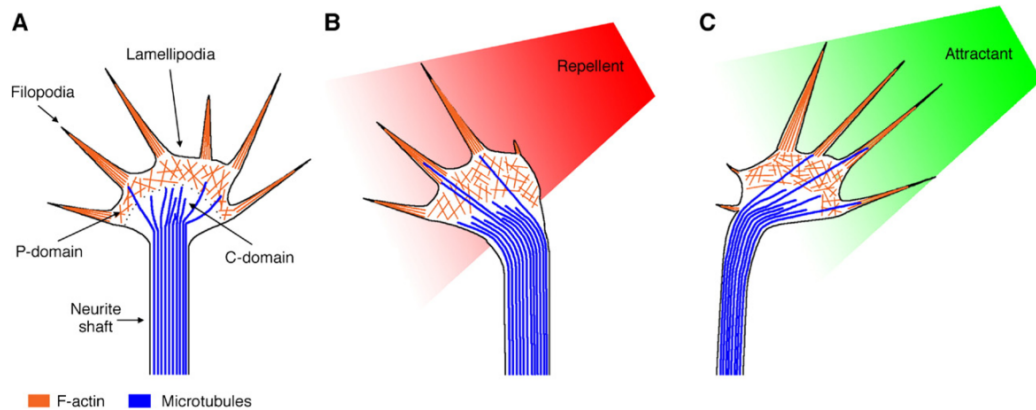 A
B
C
Lamellipodia
Filopodia
Repellent
Attractant
P-domain
C-domain
Neurite
shaft
F-actin
Microtubules